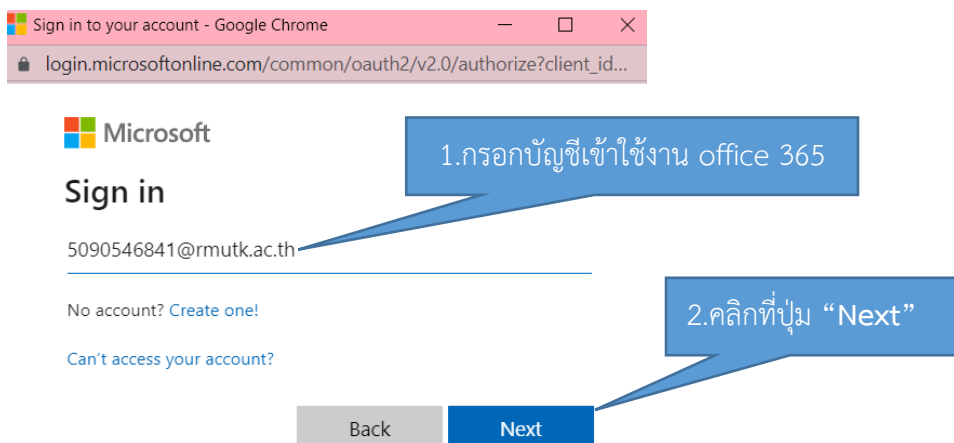 Sign in to your account - Google Chrome
login.microsoftonline.com/common/oauth2/v2.0/authorize?client_id...
Microsoft
1.กรอกบัญชีเข้าใช้งาน office 365
Sign in
5090546841@rmutk.ac.th
No account? Create one!
2.คลิกที่ปุ่ม “Next”
Can't access your account?
Back Next